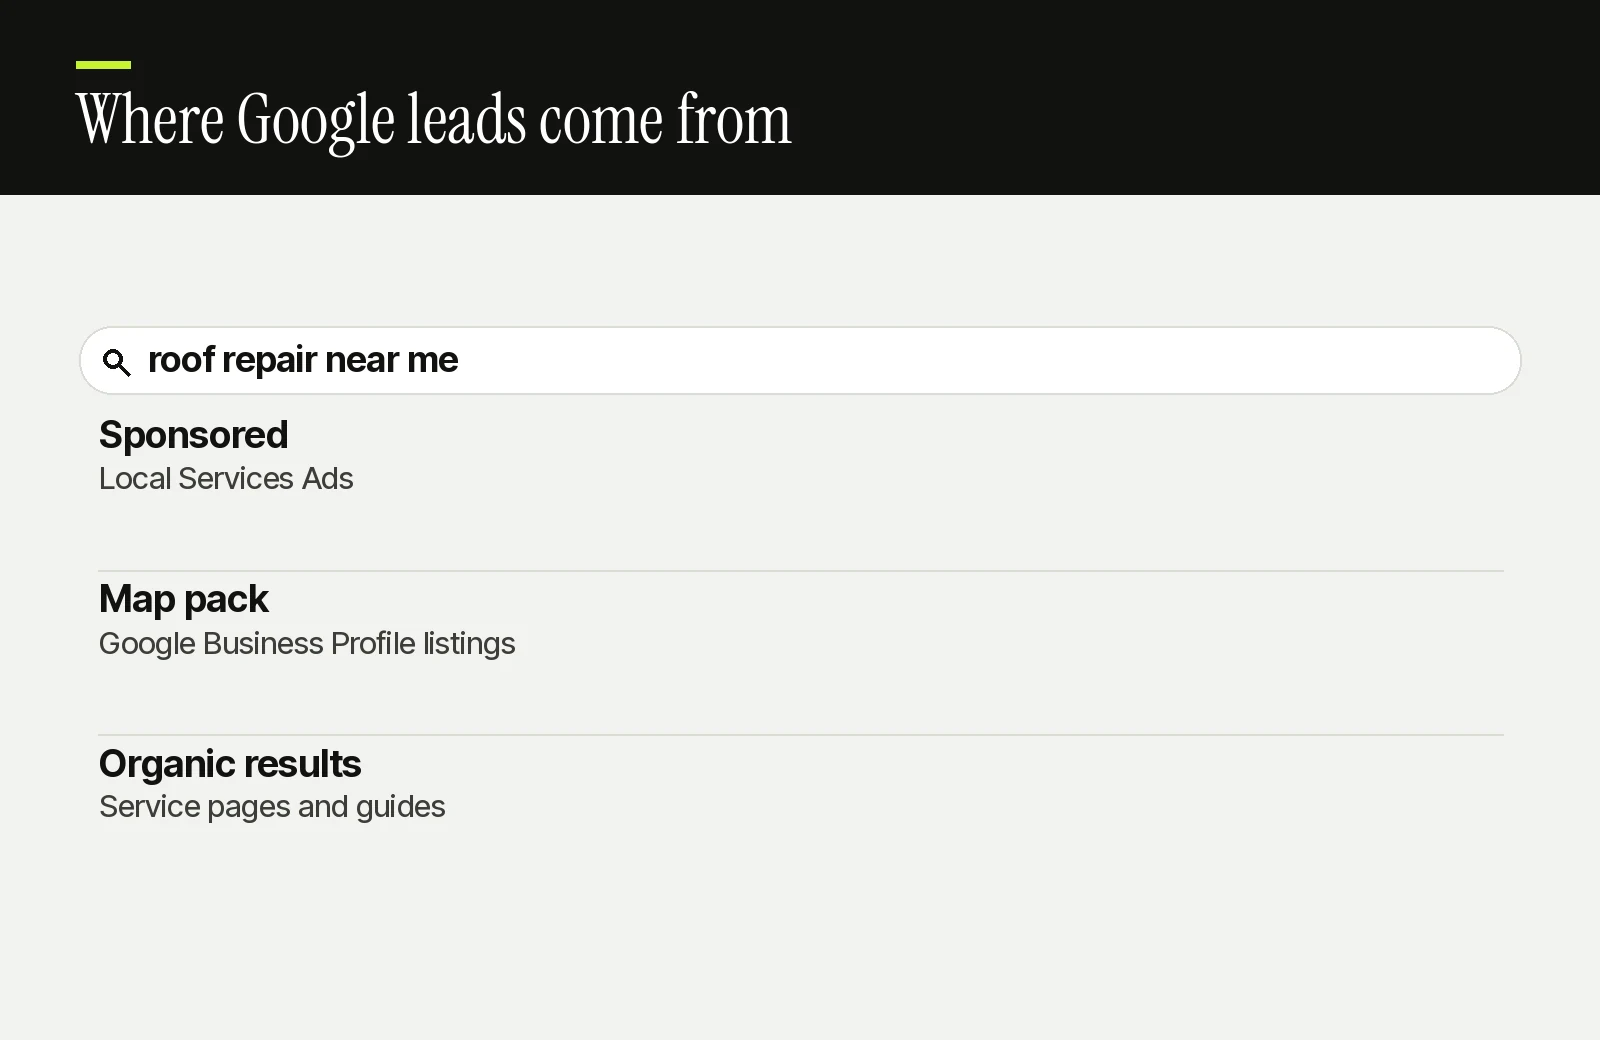 Where Google leads come from
roof repair near me
Sponsored
Local Services Ads
Map pack
Google Business Profile listings
Organic results
Service pages and guides